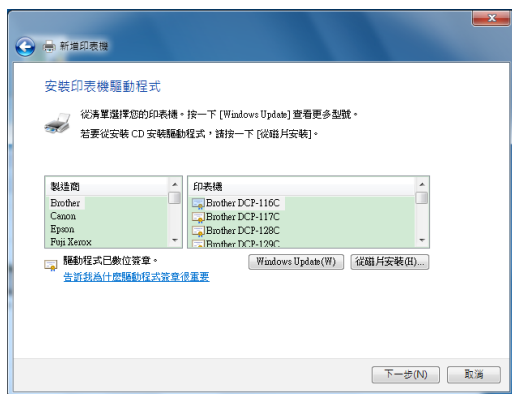 新增印表機
安裝印表機驅動程式
從清單選擇您的印表機。按一下 [Windows Update] 查看更多型號。
若要從安裝 CD 安裝驅動程式，請按一下 [從磁片安裝]。
製造商
Brother
Canon
Epson
Fuji Xerox
印表機
Brother DCP-116C
Brother DCP-117C
Brother DCP-128C
Brother DCP-129C
驅動程式已數位簽章。
告訴我為什麼驅動程式簽章很重要
Windows Update(W)
從磁片安裝(H)...
下一步(N)
取消